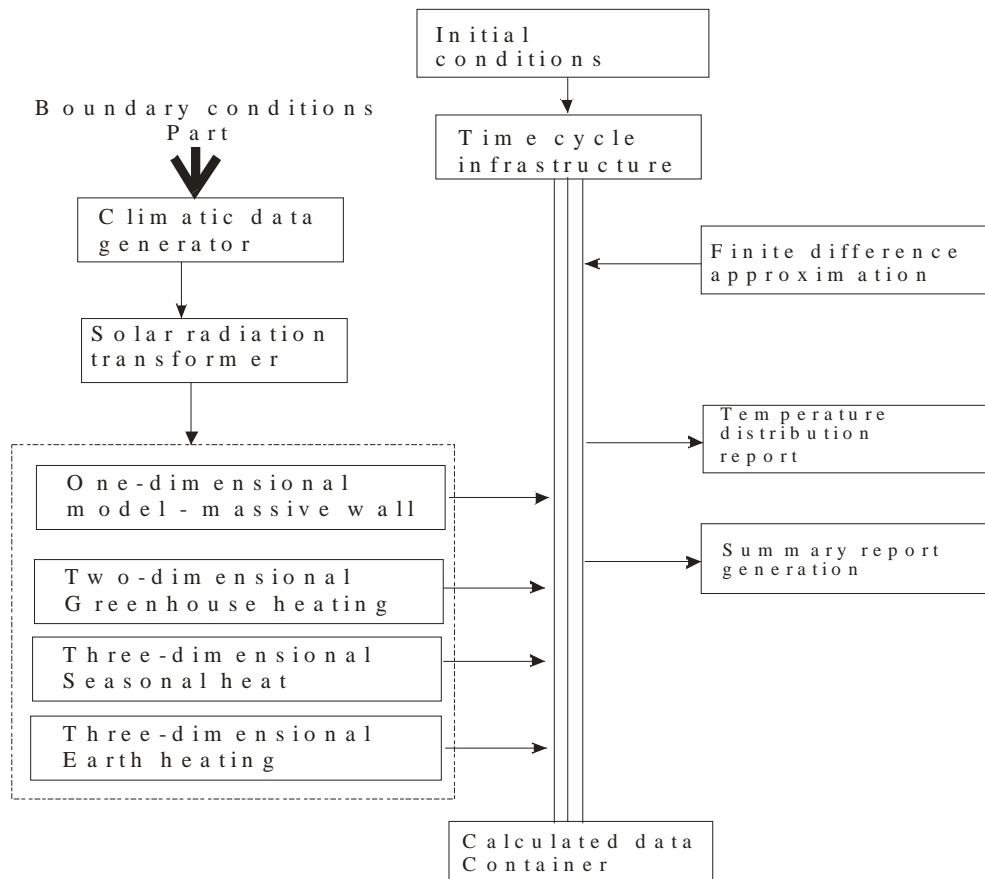 Initial
conditions
Boundary conditions
Part
Time cycle
infrastructure
Climatic data
generator
Finite difference
approximation
Solar radiation
transformer
Temperature
distribution
report
One-dimensional
model - massive wall
Summary report
generation
Two-dimensional
Greenhouse heating
Three-dimensional
Seasonal heat
Three-dimensional
Earth heating
Calculated data
Container